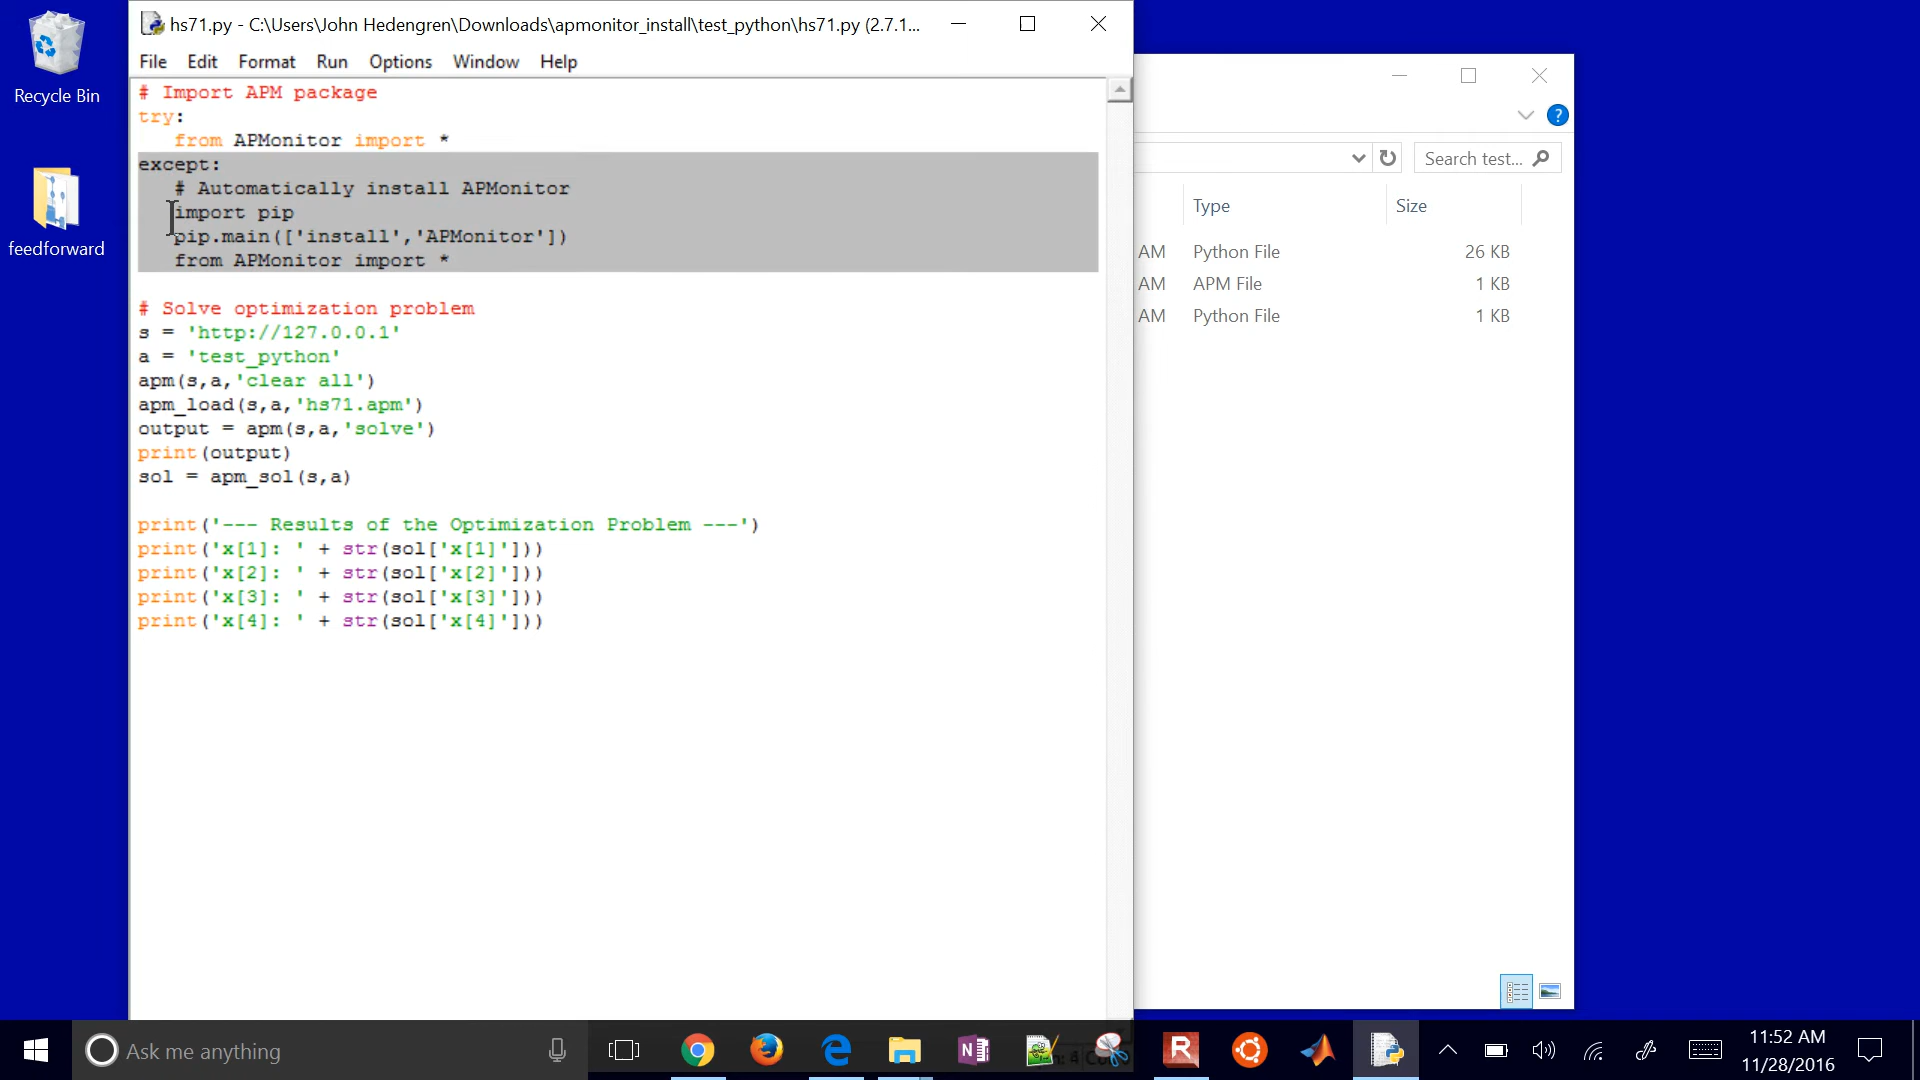 Recycle Bin
feedforward
hs71.py - C:\Users\John Hedengren\Downloads\apmonitor_install\test_python\hs71.py (2.7.1...
File Edit Format Run Options Window Help
# Import APM package
try:
   from APMonitor import *
except:
   # Automatically install APMonitor
   import pip
   pip.main(['install','APMonitor'])
   from APMonitor import *
# Solve optimization problem
s = 'http://127.0.0.1'
a = 'test_python'
apm(s,a,'clear all')
apm_load(s,a,'hs71.apm')
output = apm(s,a,'solve')
print(output)
sol = apm_sol(s,a)
print('--- Results of the Optimization Problem ---')
print('x[1]: ' + str(sol['x[1]']))
print('x[2]: ' + str(sol['x[2]']))
print('x[3]: ' + str(sol['x[3]']))
print('x[4]: ' + str(sol['x[4]']))
?
Search test...
Type Size
AM Python File 26 KB
AM APM File 1 KB
AM Python File 1 KB
Ask me anything
N
R
11:52 AM
11/28/2016